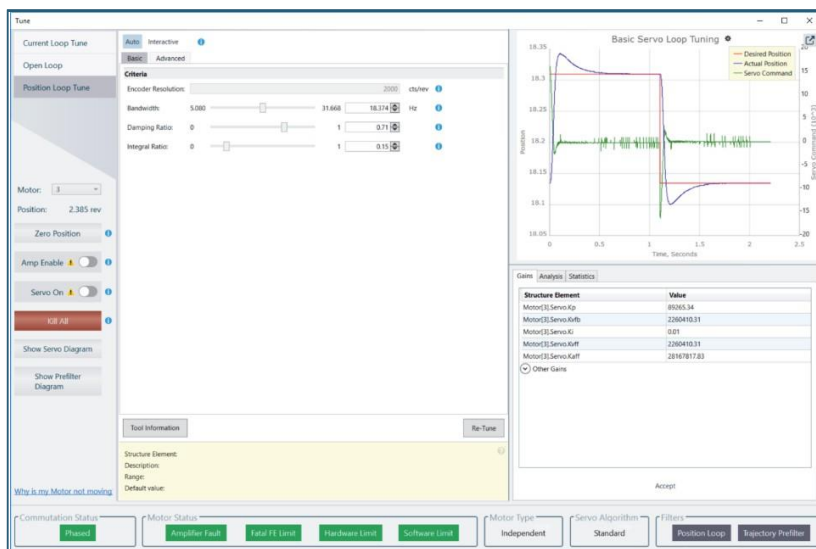 Tune
Current Loop Tune
Open Loop
Position Loop Tune
Motor: 3
Position: 2.385 rev
Zero Position
Amp Enable
Servo On
Kill All
Show Servo Diagram
Show Prefilter
Diagram
Why is my Motor not moving
Auto Interactive
Basic Advanced
Criteria
Encoder Resolution: 2000 cts/rev
Bandwidth: 5.080 31.668 18.374 Hz
Damping Ratio: 0 1 0.71
Integral Ratio: 0 1 0.15
Tool Information Re-Tune
Structure Element:
Description:
Range:
Default value:
Basic Servo Loop Tuning
Desired Position
Actual Position
Servo Command
18.35
18.3
18.25
18.2
18.15
18.1
18.05
Position
20
15
10
5
0
-5
-10
-15
-20
Servo Command (10^2)
0 0.5 1 1.5 2 2.5
Time, Seconds
Gains Analysis Statistics
Structure Element Value
Motor[3].Servo.Kp 89265.34
Motor[3].Servo.Kvfb 2260410.31
Motor[3].Servo.Ki 0.01
Motor[3].Servo.Kvff 2260410.31
Motor[3].Servo.Kaff 28167817.83
Other Gains
Accept
Commutation Status Motor Status Motor Type Servo Algorithm Filters
Phased Amplifier Fault Fatal FE Limit Hardware Limit Software Limit Independent Standard Position Loop Trajectory Prefilter